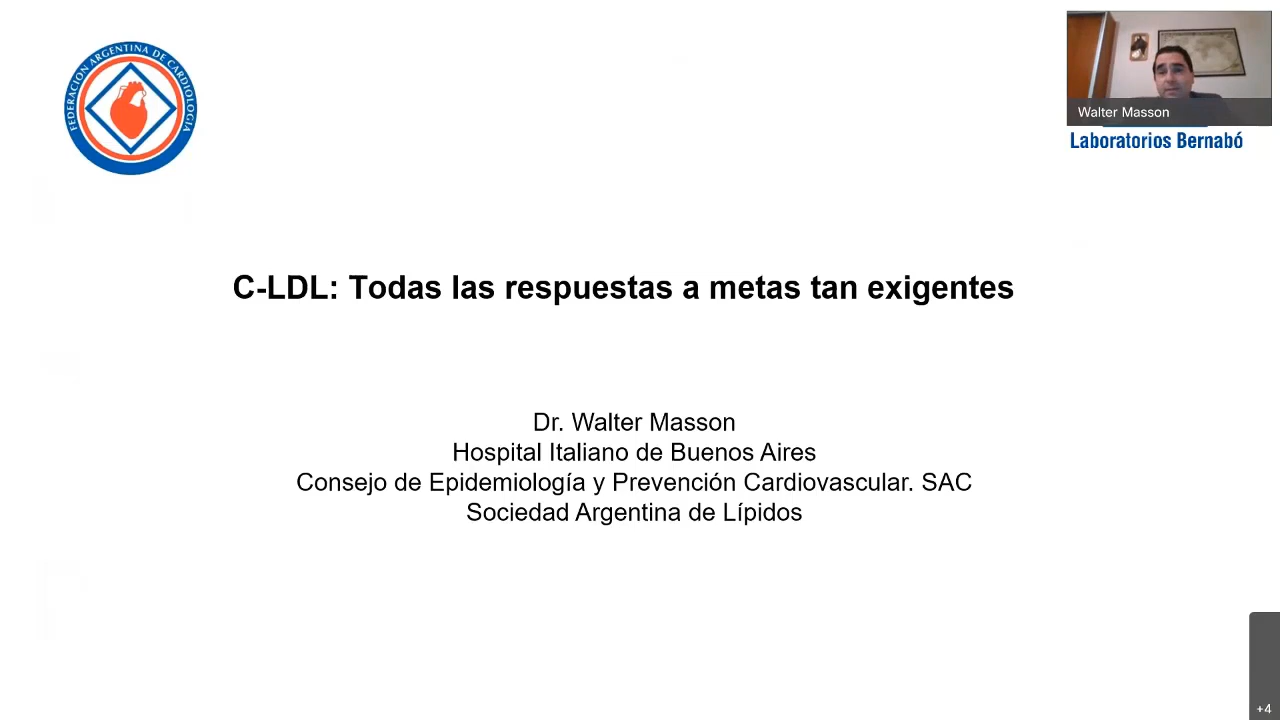 FEDERACIÓN ARGENTINA DE CARDIOLOGÍA
Walter Masson
Laboratorios Bernabó
C-LDL: Todas las respuestas a metas tan exigentes
Dr. Walter Masson
Hospital Italiano de Buenos Aires
Consejo de Epidemiología y Prevención Cardiovascular. SAC
Sociedad Argentina de Lípidos
+4